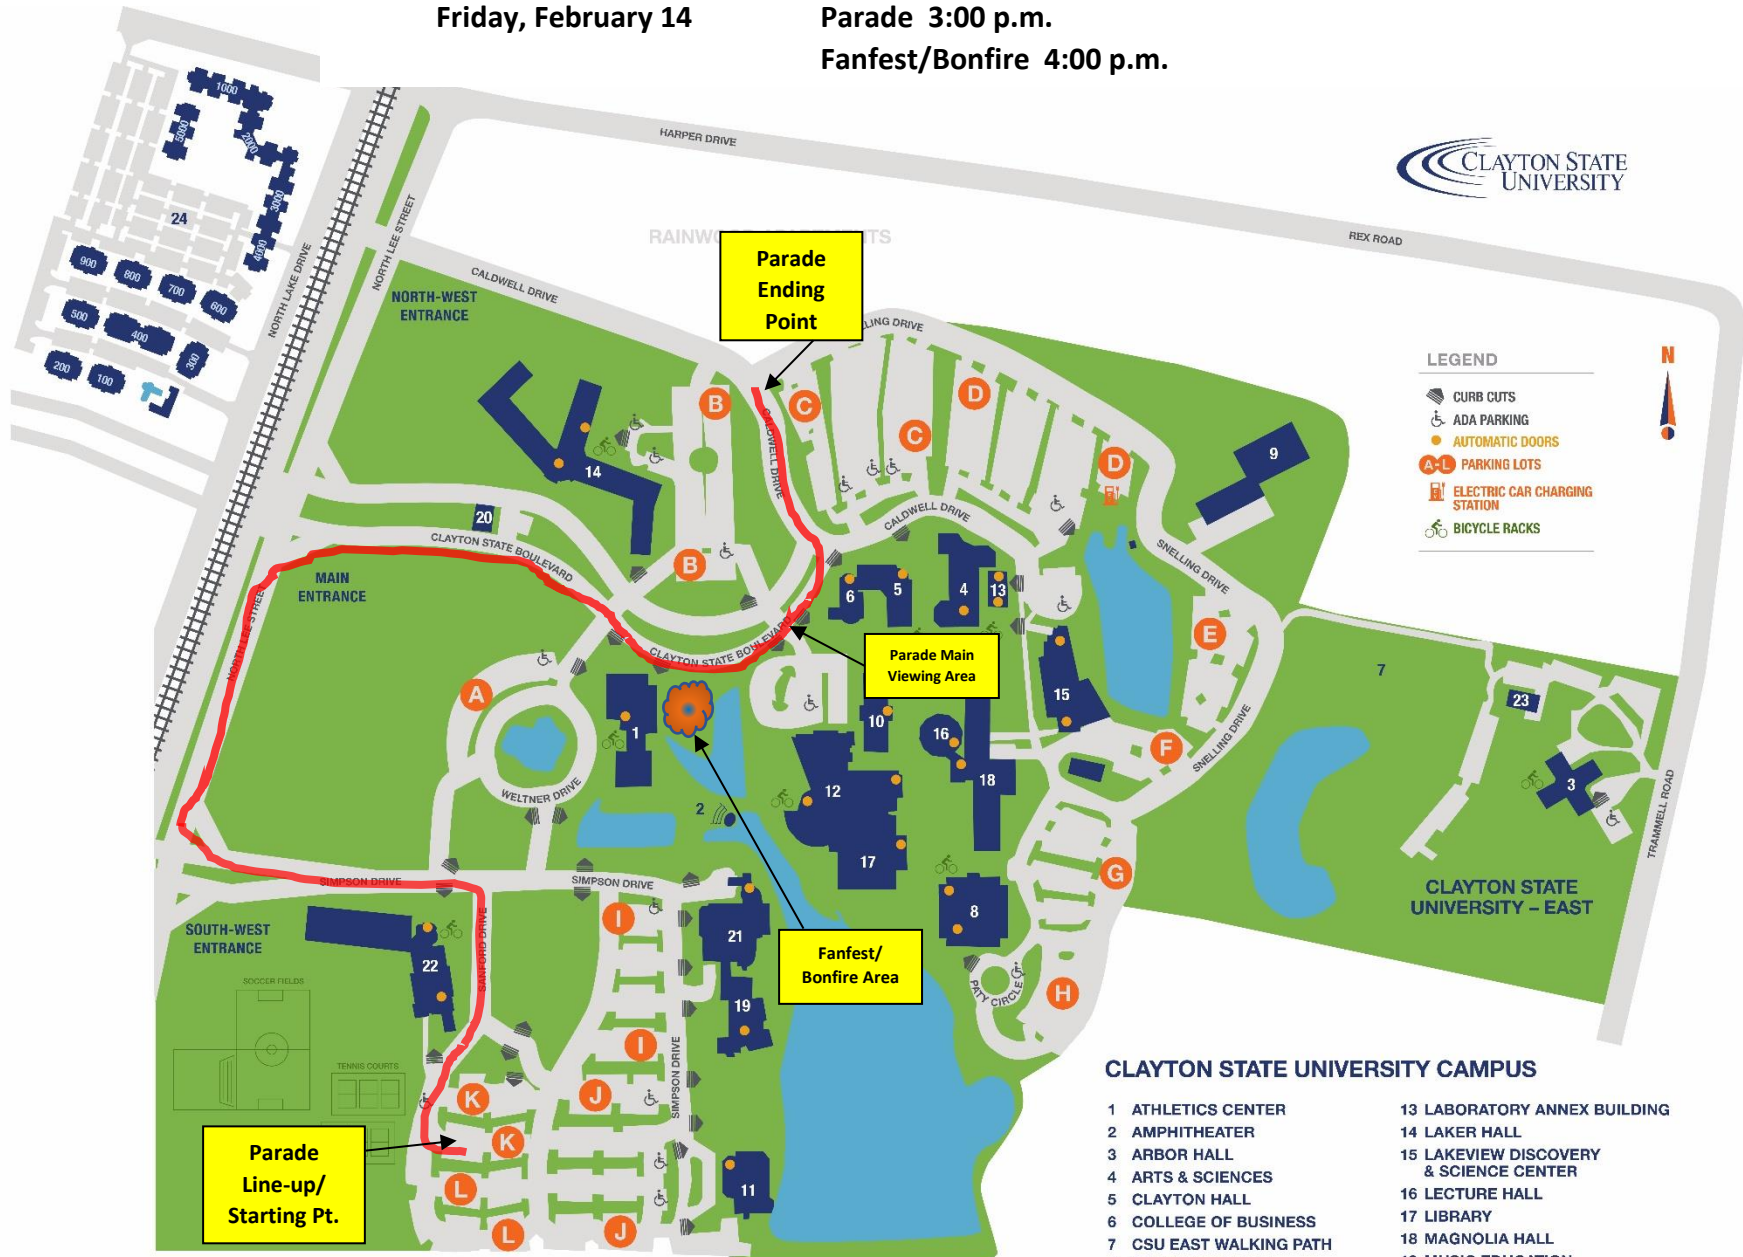 Friday, February 14
Parade 3:00 p.m.
Fanfest/Bonfire 4:00 p.m.
HARPER DRIVE
CLAYTON STATE
UNIVERSITY
REX ROAD
1000
5000
2000
3000
4000
24
900
800
700
600
500
400
300
200
100
NORTH LAKE DRIVE
NORTH LEE STREET
CALDWELL DRIVE
NORTH-WEST
ENTRANCE
Parade
Ending
Point
LEGEND
CURB CUTS
ADA PARKING
AUTOMATIC DOORS
A-L PARKING LOTS
ELECTRIC CAR CHARGING
STATION
BICYCLE RACKS
N
B
C
C
D
D
9
14
CALDWELL DRIVE
CALDWELL DRIVE
20
CLAYTON STATE BOULEVARD
B
MAIN
ENTRANCE
NORTH LEE STREET
6
5
4
13
SNELLING DRIVE
E
CLAYTON STATE BOULEVARD
Parade Main
Viewing Area
7
A
1
10
16
15
F
SNELLING DRIVE
23
WELTNER DRIVE
2
12
18
3
TRAMMELL ROAD
17
G
SIMPSON DRIVE
SIMPSON DRIVE
CLAYTON STATE
UNIVERSITY – EAST
SOUTH-WEST
ENTRANCE
SANFORD DRIVE
I
21
8
22
Fanfest/
Bonfire Area
SOCCER FIELDS
PATY CIRCLE
H
19
I
TENNIS COURTS
SIMPSON DRIVE
K
J
K
Parade
Line-up/
Starting Pt.
L
11
L
J
CLAYTON STATE UNIVERSITY CAMPUS
1 ATHLETICS CENTER
2 AMPHITHEATER
3 ARBOR HALL
4 ARTS & SCIENCES
5 CLAYTON HALL
6 COLLEGE OF BUSINESS
7 CSU EAST WALKING PATH
13 LABORATORY ANNEX BUILDING
14 LAKER HALL
15 LAKEVIEW DISCOVERY
& SCIENCE CENTER
16 LECTURE HALL
17 LIBRARY
18 MAGNOLIA HALL